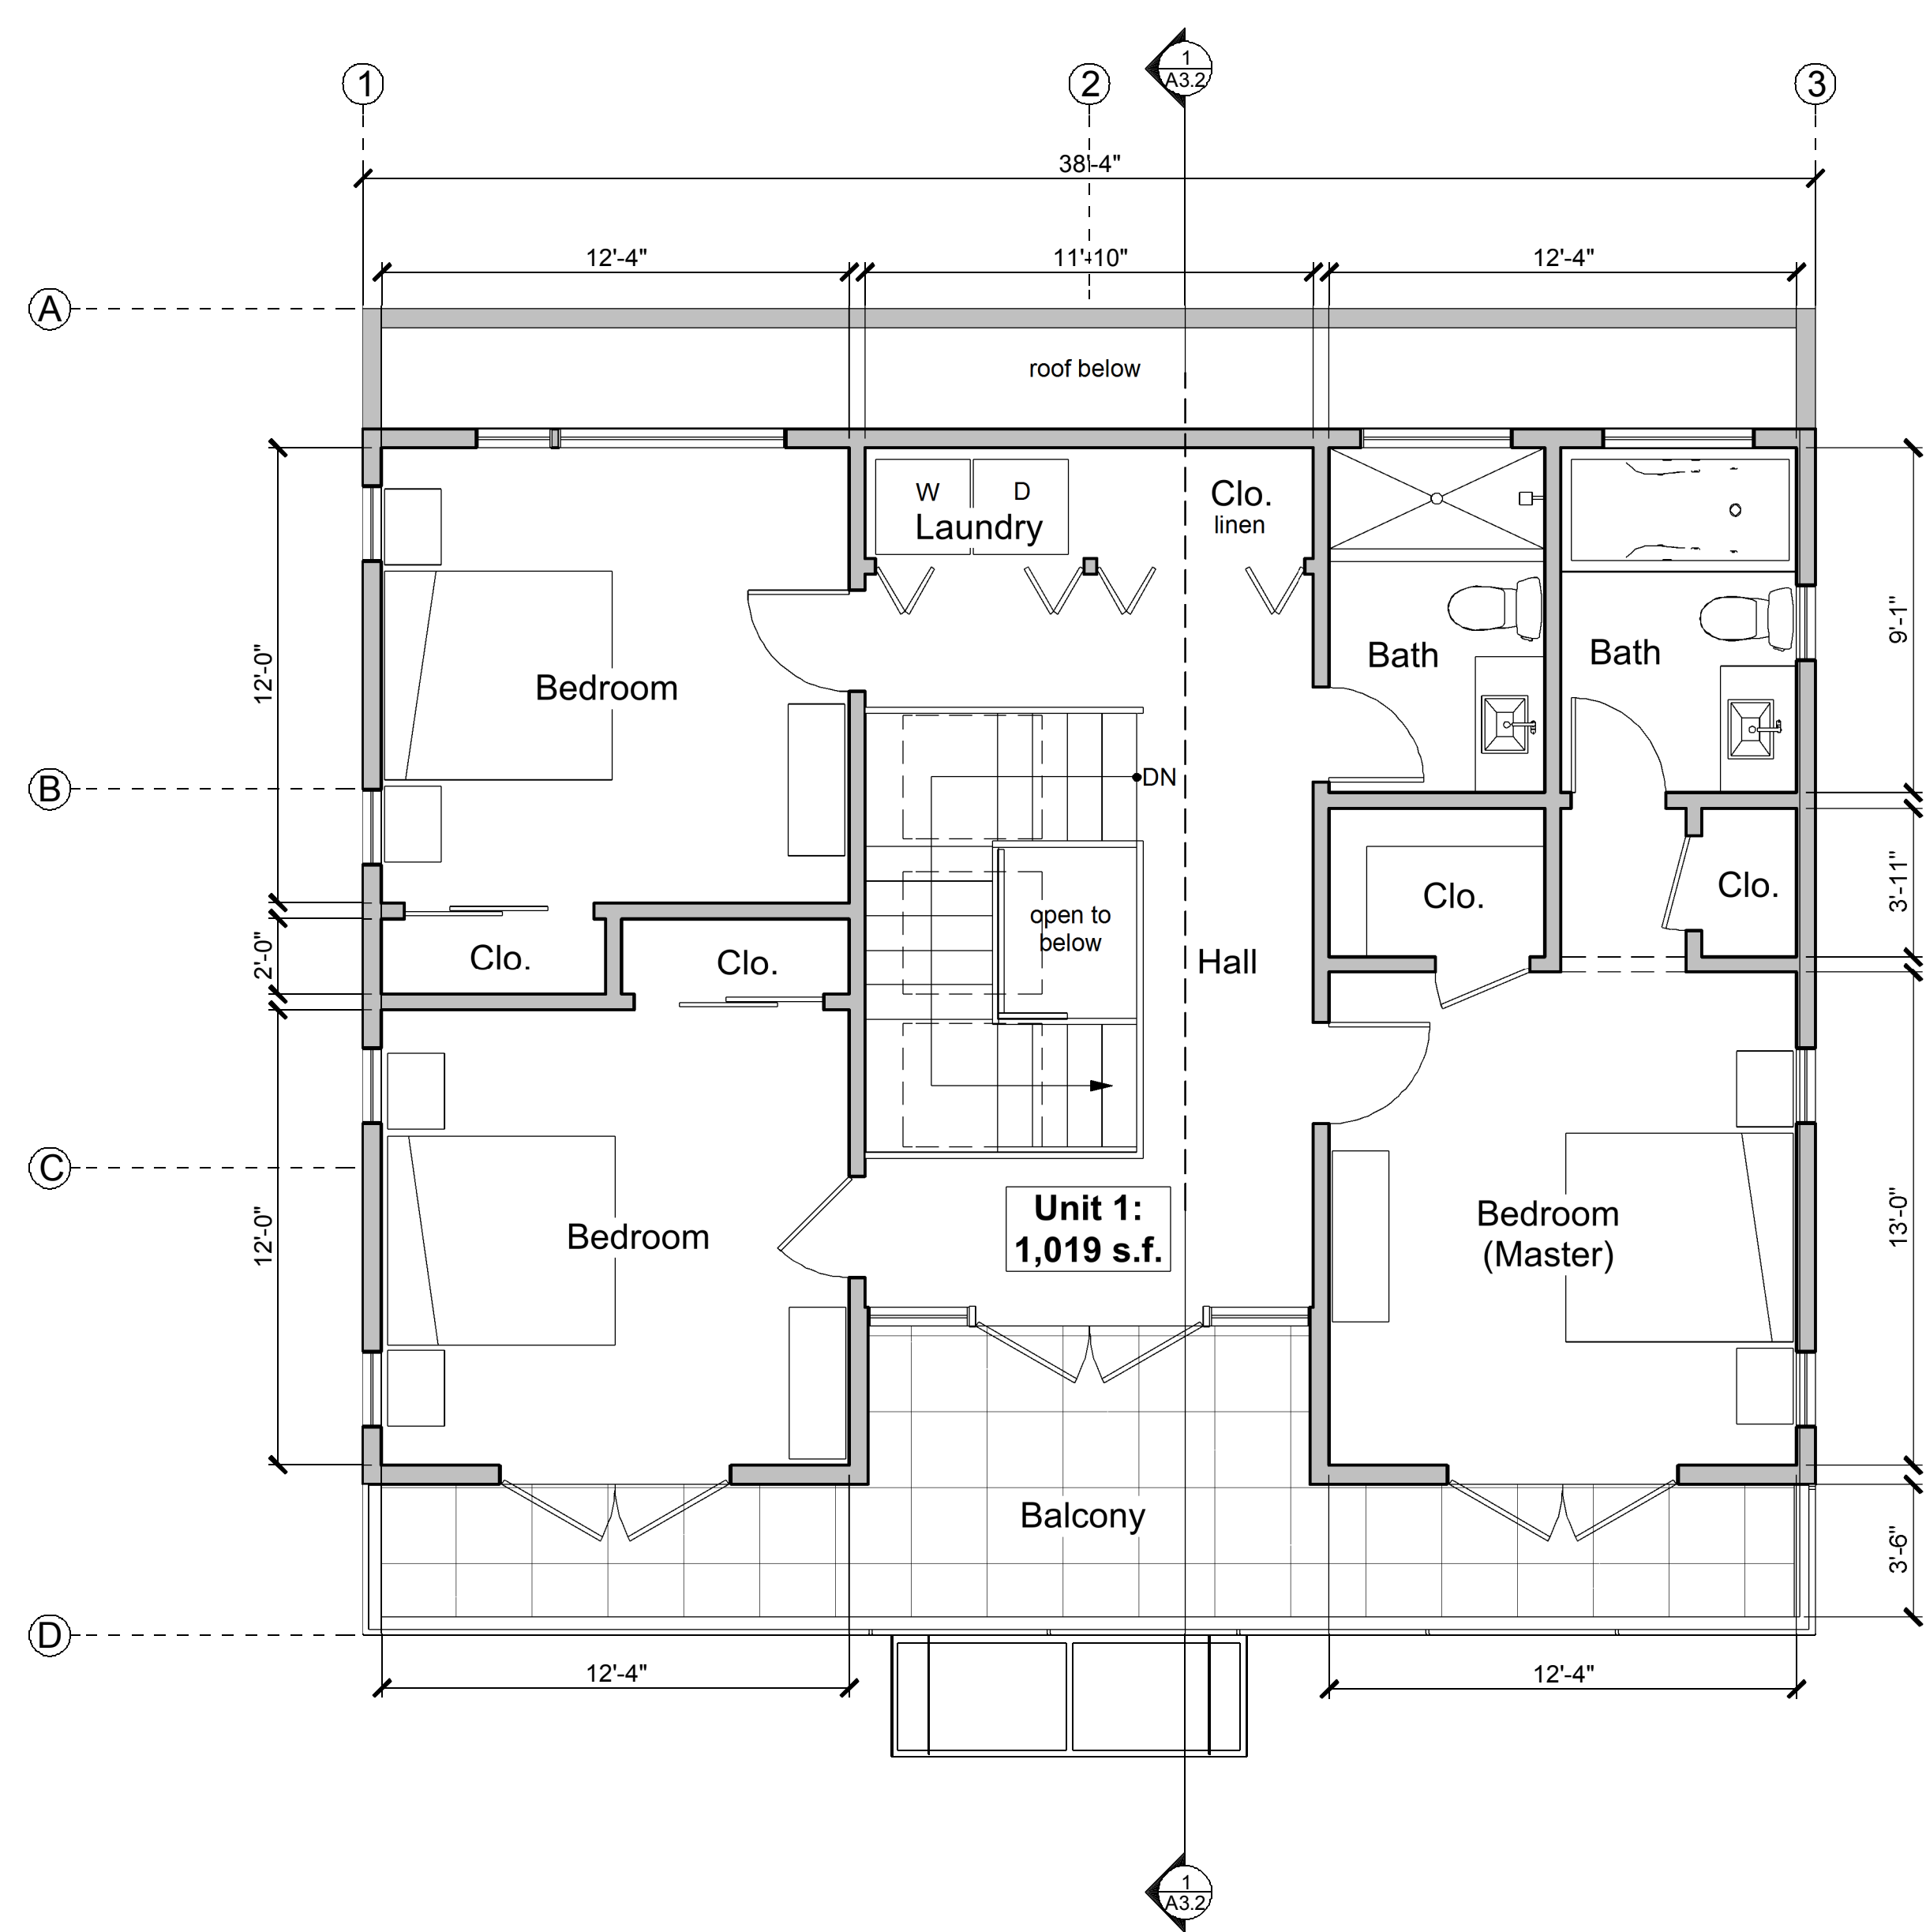 1
A3.2
1
2
3
38'-4"
12'-4"
11'-10"
12'-4"
A
roof below
W
D
Laundry
Clo.
linen
9'-1"
12'-0"
Bedroom
Bath
Bath
B
DN
Clo.
Clo.
3'-11"
open to
below
2'-0"
Clo.
Clo.
Hall
C
12'-0"
Bedroom
Unit 1:
1,019 s.f.
Bedroom
(Master)
13'-0"
Balcony
3'-6"
D
12'-4"
12'-4"
1
A3.2